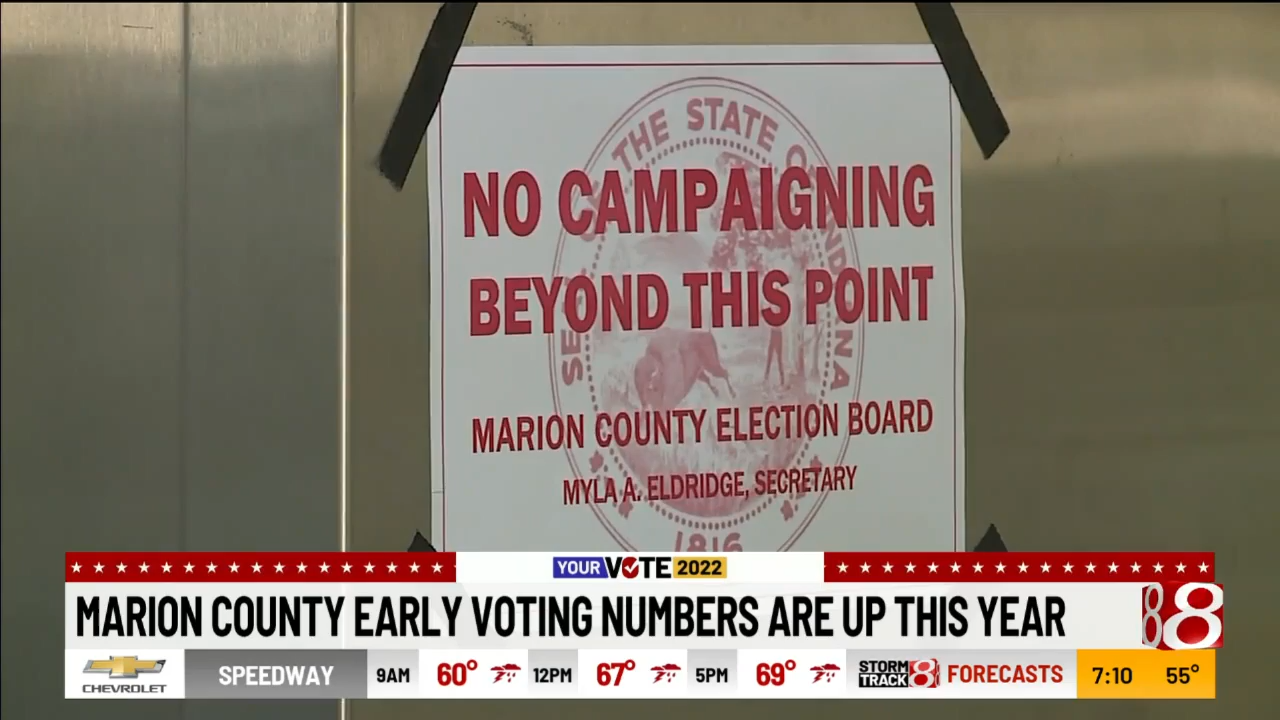 THE STATE
NO CAMPAIGNING
BEYOND THIS POINT
MARION COUNTY ELECTION BOARD
MYLA A. ELDRIDGE, SECRETARY
1816
YOUR VOTE 2022
MARION COUNTY EARLY VOTING NUMBERS ARE UP THIS YEAR
8
CHEVROLET SPEEDWAY 9AM 60° 12PM 67° 5PM 69° STORM TRACK 8 FORECASTS 7:10 55°